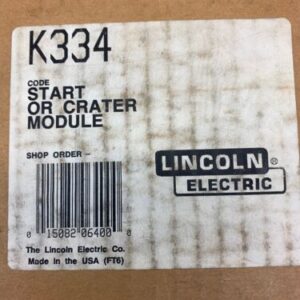 K334
CODE
START
OR CRATER
MODULE
SHOP ORDER -
LINCOLN ®
ELECTRIC
0 15082 06400 0
The Lincoln Electric Co.
Made in the USA (FT6)